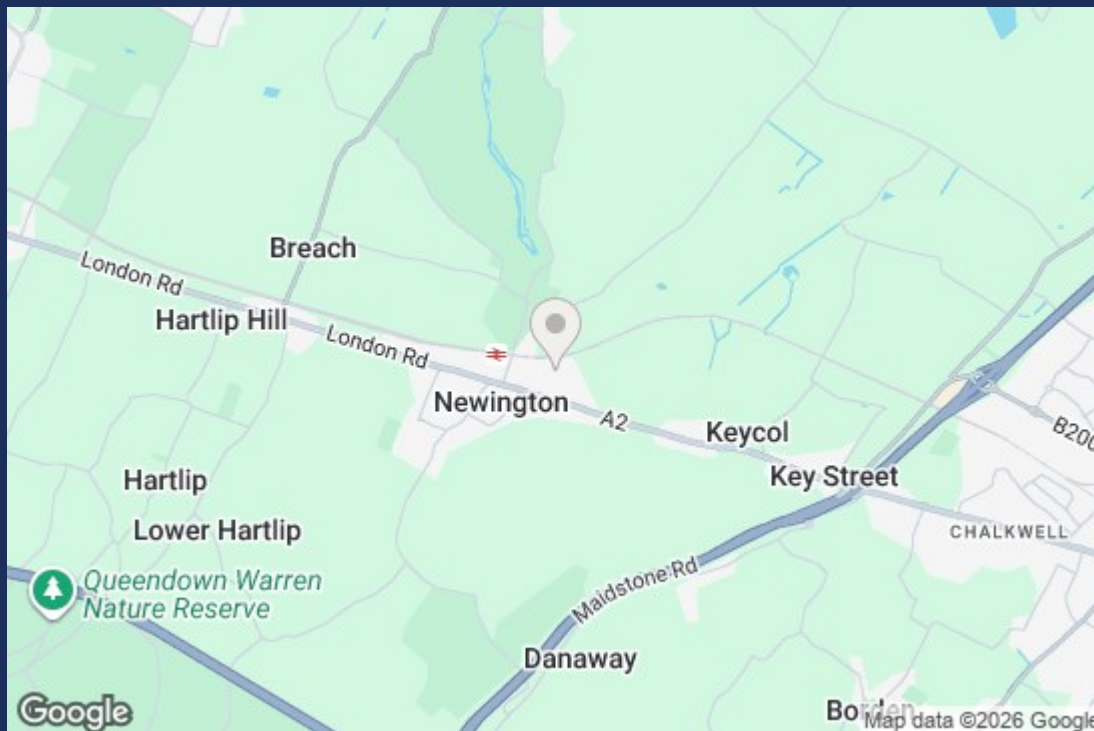 Breach
London Rd
Hartlip Hill
London Rd
Newington
A2
Keycol
B200
Key Street
Hartlip
Lower Hartlip
CHALKWELL
Queendown Warren
Nature Reserve
Maidstone Rd
Danaway
Borden
Google
Map data ©2026 Google